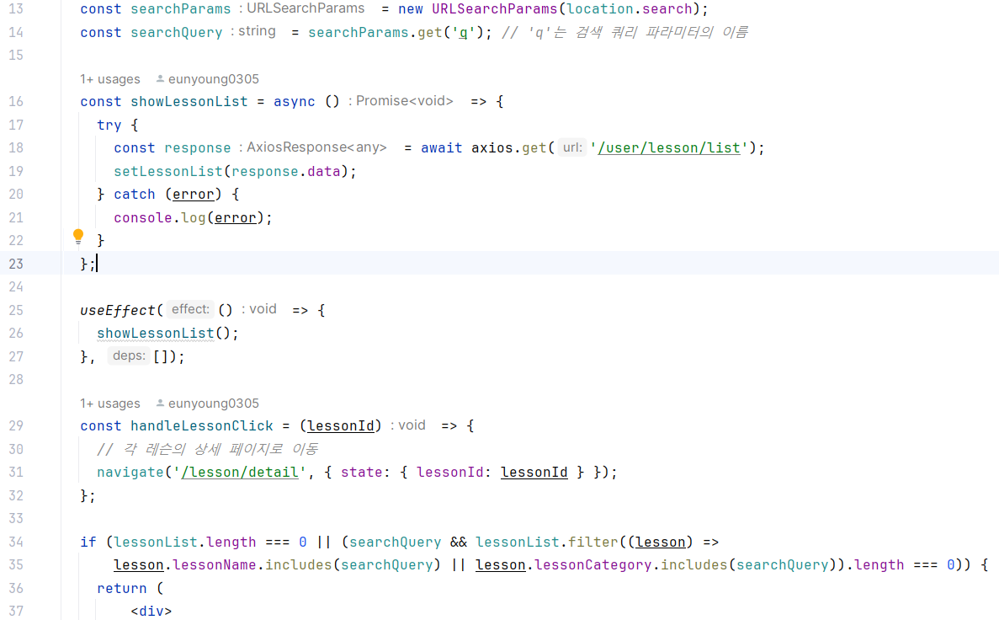 13 const searchParams : URLSearchParams = new URLSearchParams(location.search);
14 const searchQuery : string = searchParams.get('q'); // 'q'는 검색 쿼리 파라미터의 이름
15
1+ usages eunyoung0305
16 const showLessonList = async () : Promise<void> => {
17 try {
18 const response : AxiosResponse<any> = await axios.get( url: '/user/lesson/list');
19 setLessonList(response.data);
20 } catch (error) {
21 console.log(error);
22 }
23 };
24
25 useEffect( effect: () : void => {
26 showLessonList();
27 }, deps: []);
28
1+ usages eunyoung0305
29 const handleLessonClick = (lessonId) : void => {
30 // 각 레슨의 상세 페이지로 이동
31 navigate('/lesson/detail', { state: { lessonId: lessonId } });
32 };
33
34 if (lessonList.length === 0 || (searchQuery && lessonList.filter((lesson) =>
35 lesson.lessonName.includes(searchQuery) || lesson.lessonCategory.includes(searchQuery)).length === 0)) {
36 return (
37 <div>